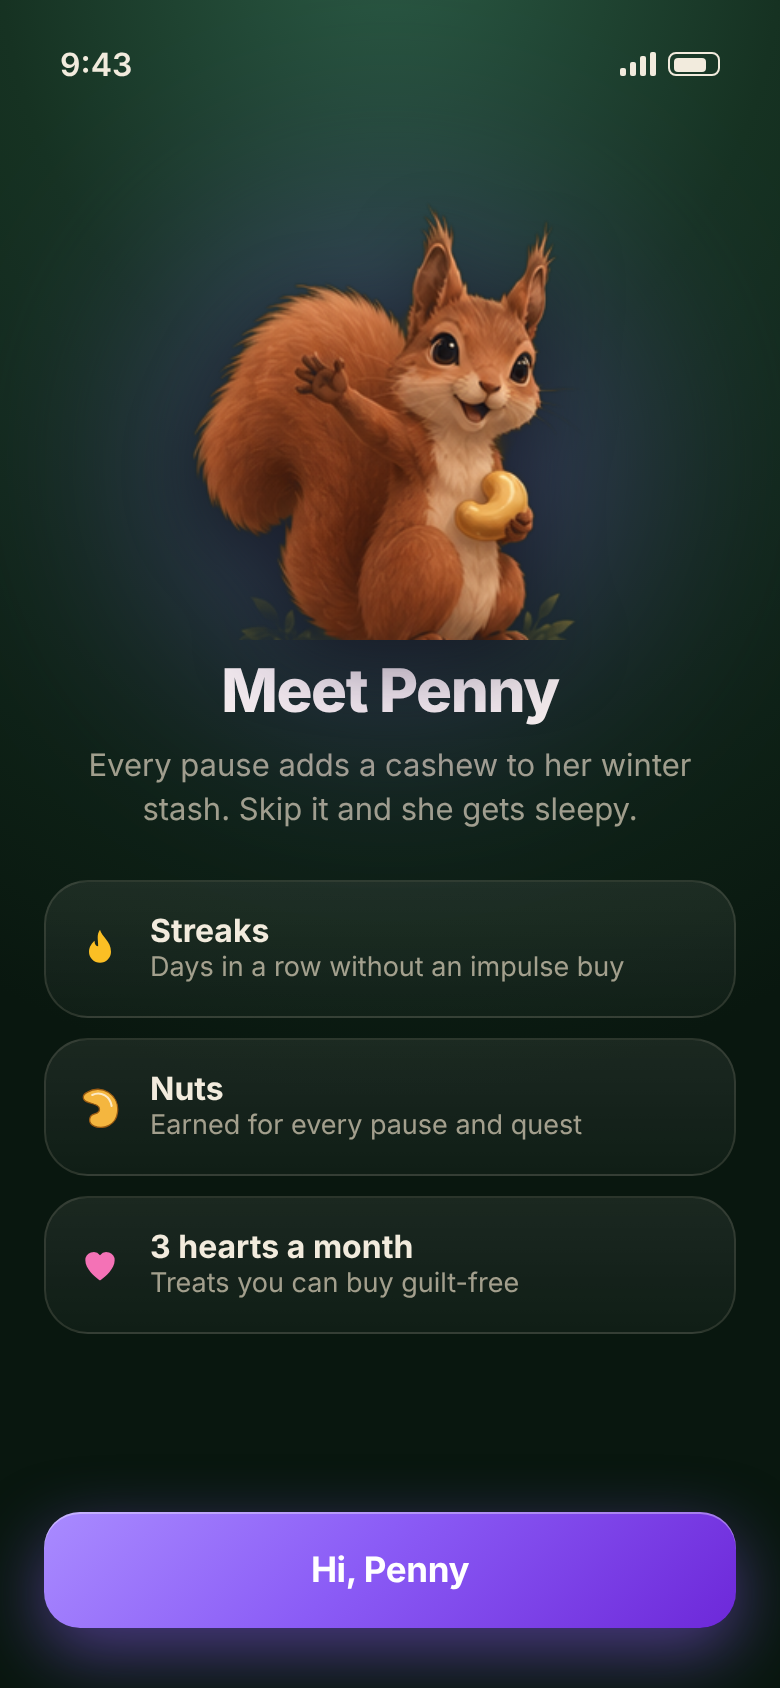 9:43
Meet Penny
Every pause adds a cashew to her winter
stash. Skip it and she gets sleepy.
Streaks
Days in a row without an impulse buy
Nuts
Earned for every pause and quest
3 hearts a month
Treats you can buy guilt-free
Hi, Penny